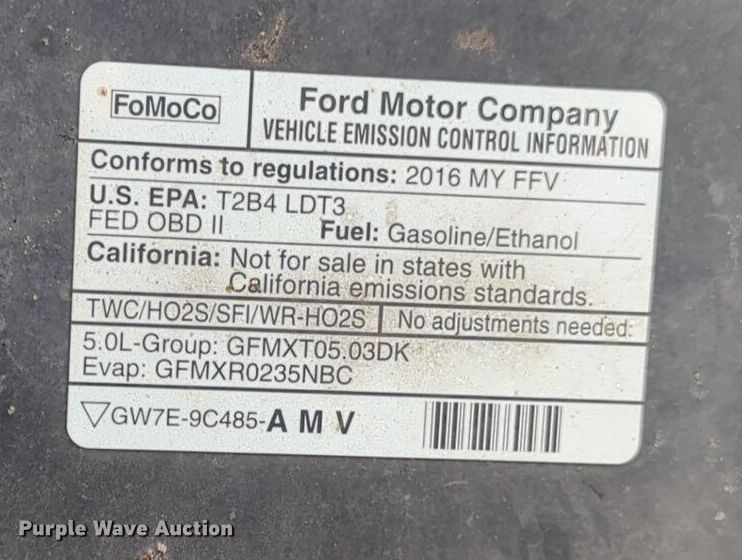 FoMoCo
Ford Motor Company
VEHICLE EMISSION CONTROL INFORMATION
Conforms to regulations: 2016 MY FFV
U.S. EPA: T2B4 LDT3
FED OBD II Fuel: Gasoline/Ethanol
California: Not for sale in states with
California emissions standards.
TWC/HO2S/SFI/WR-HO2S No adjustments needed.
5.0L-Group: GFMXT05.03DK
Evap: GFMXR0235NBC
GW7E-9C485-A M V
Purple Wave Auction